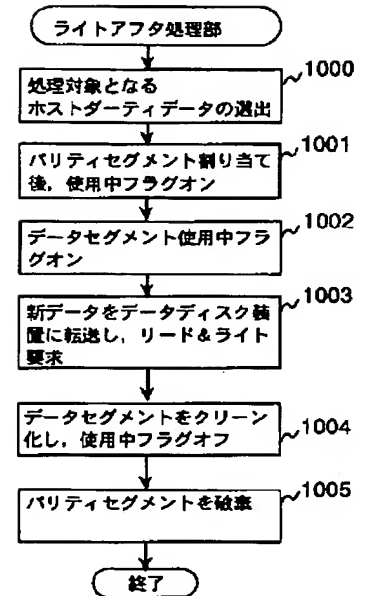 ライトアフタ処理部
1000
処理対象となる
ホストダーティデータの選出
1001
パリティセグメント割り当て
後，使用中フラグオン
1002
データセグメント使用中フラ
グオン
1003
新データをデータディスク装
置に転送し，リード＆ライト
要求
データセグメントをクリーン
化し，使用中フラグオフ
1004
パリティセグメントを破棄
1005
終了